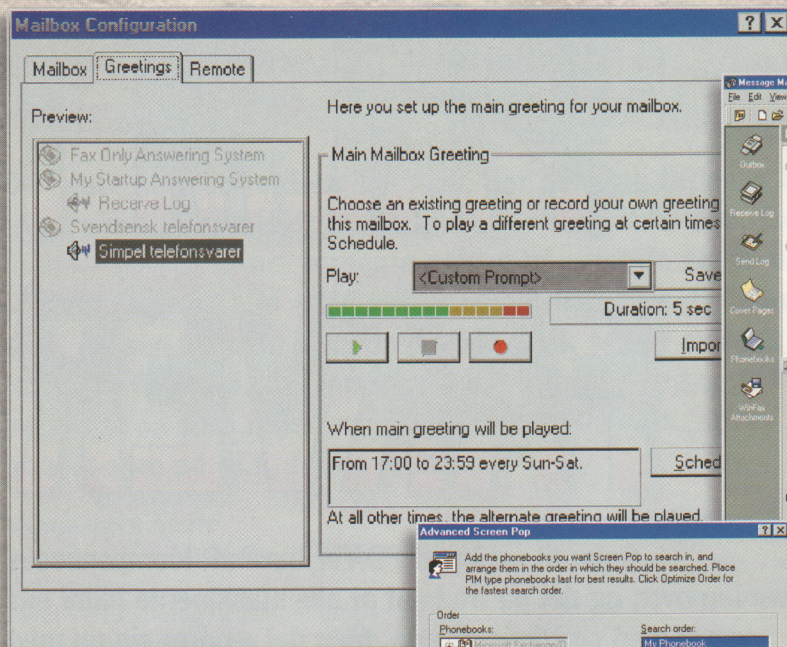 Mailbox Configuration
Mailbox
Greetings
Remote
Preview:
Fax Only Answering System
My Startup Answering System
Receive Log
Svendsensk telefonsvarer
Simpel telefonsvarer
Here you set up the main greeting for your mailbox.
Main Mailbox Greeting
Choose an existing greeting or record your own greeting
this mailbox. To play a different greeting at certain times
Schedule.
Play:
<Custom Prompt>
Save
Duration: 5 sec
Impor
When main greeting will be played:
From 17:00 to 23:59 every Sun-Sat.
Sched
At all other times, the alternate greeting will be played.
Message Ma
File Edit View
Outbox
Receive Log
Send Log
Cover Pages
Phonebooks
WinFax
Attachments
Advanced Screen Pop
Add the phonebooks you want Screen Pop to search in, and
arrange them in the order in which they should be searched. Place
PIM type phonebooks last for best results. Click Optimize Order for
the fastest search order.
Order
Phonebooks:
Microsoft Exchange/O
Search order:
My Phonebook